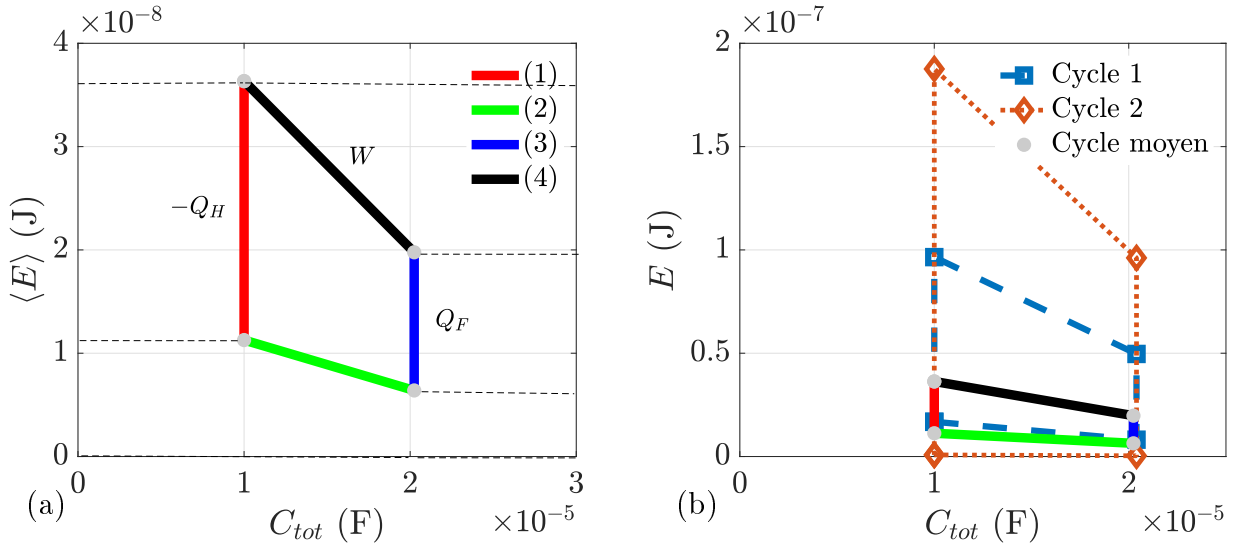 ×10⁻⁸
4
3
2
1
0
⟨E⟩ (J)
(1)
(2)
(3)
(4)
W
−Q_H
Q_F
0 1 2 3
(a)
C_tot (F)
×10⁻⁵
×10⁻⁷
2
1.5
1
0.5
0
E (J)
Cycle 1
Cycle 2
Cycle moyen
0 1 2
(b)
C_tot (F)
×10⁻⁵